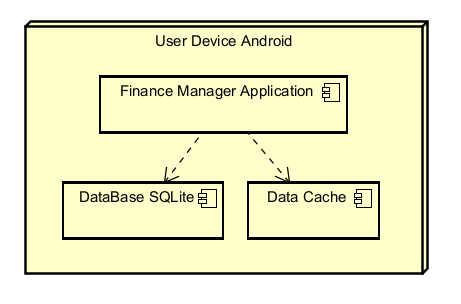 User Device Android
Finance Manager Application
DataBase SQLite
Data Cache